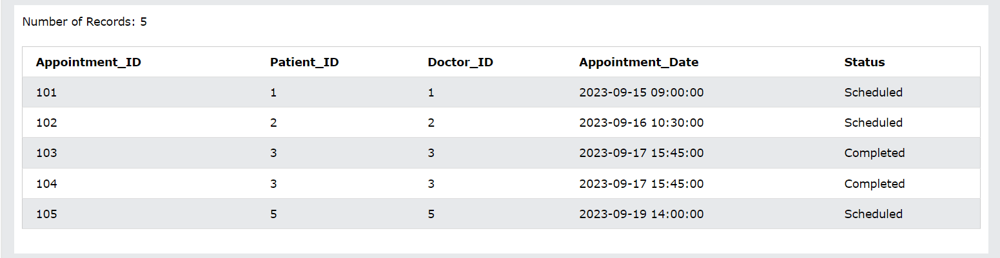 Number of Records: 5
Appointment_ID Patient_ID Doctor_ID Appointment_Date Status
101 1 1 2023-09-15 09:00:00 Scheduled
102 2 2 2023-09-16 10:30:00 Scheduled
103 3 3 2023-09-17 15:45:00 Completed
104 3 3 2023-09-17 15:45:00 Completed
105 5 5 2023-09-19 14:00:00 Scheduled